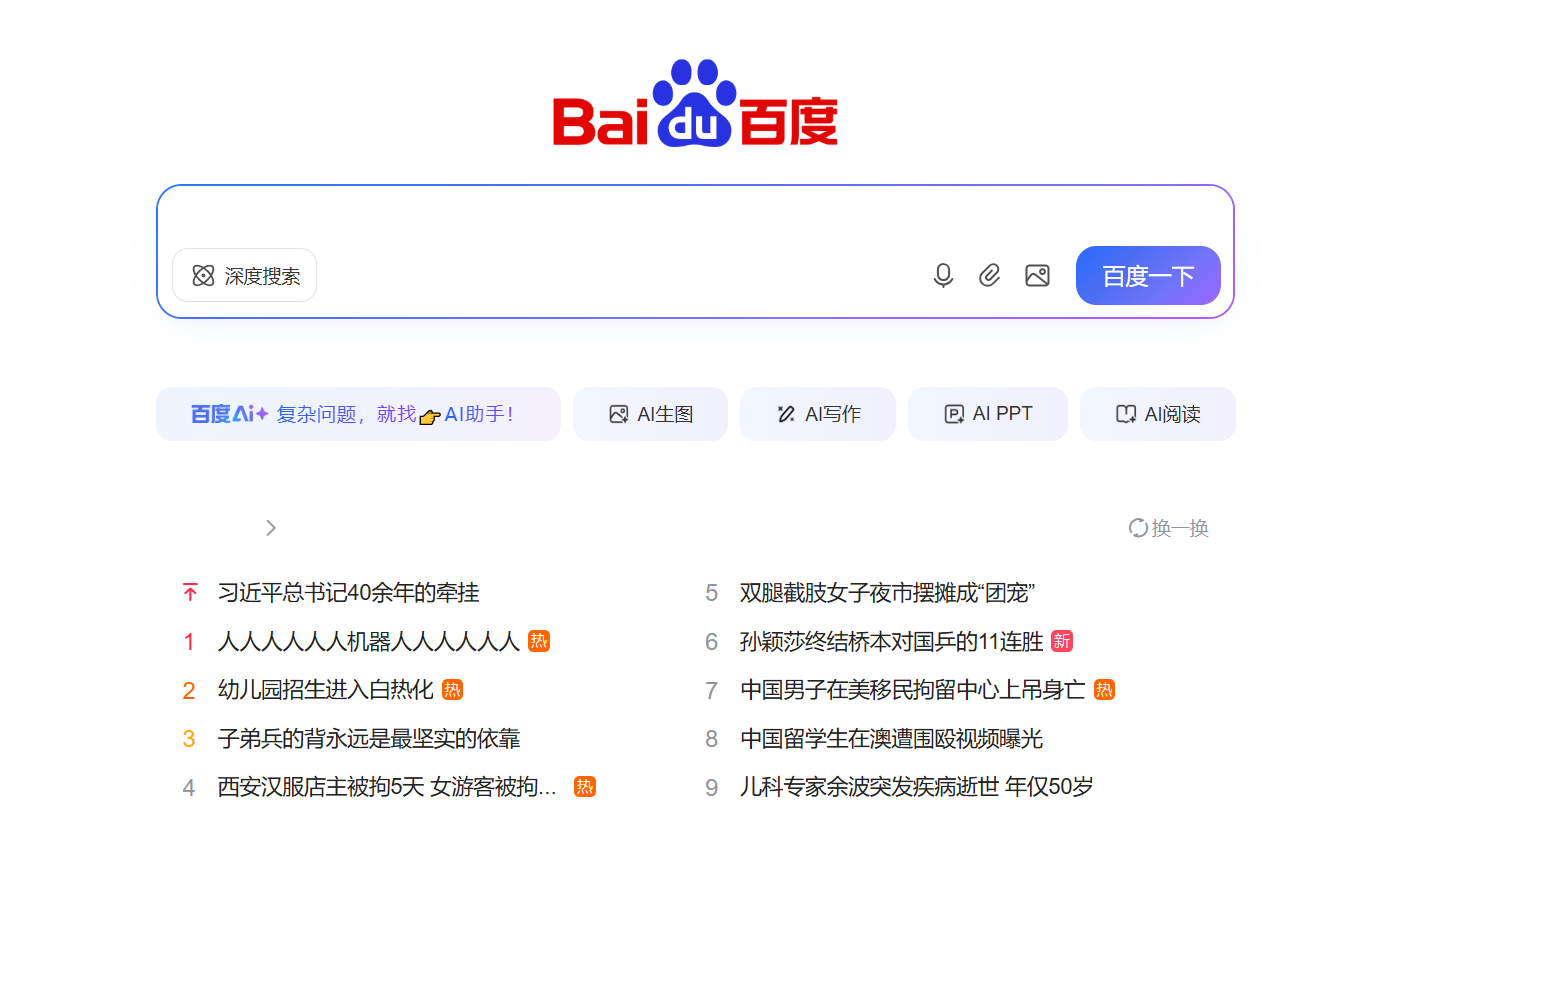 Bai du 百度
深度搜索
百度一下
百度Ai 复杂问题，就找👉AI助手！
AI生图
AI写作
AI PPT
AI阅读
换一换
习近平总书记40余年的牵挂
1 人人人人人人机器人人人人人人 热
2 幼儿园招生进入白热化 热
3 子弟兵的背永远是最坚实的依靠
4 西安汉服店主被拘5天 女游客被拘... 热
5 双腿截肢女子夜市摆摊成“团宠”
6 孙颖莎终结桥本对国乒的11连胜 新
7 中国男子在美移民拘留中心上吊身亡 热
8 中国留学生在澳遭围殴视频曝光
9 儿科专家余波突发疾病逝世 年仅50岁